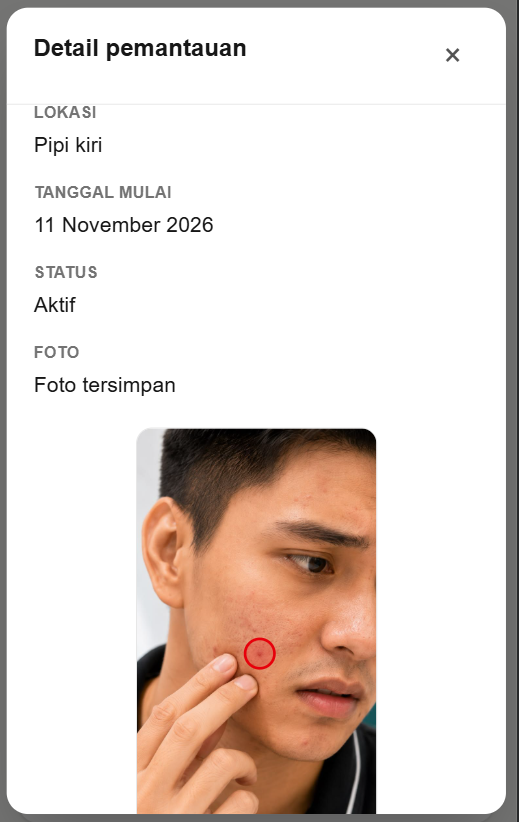 Detail pemantauan
×
LOKASI
Pipi kiri
TANGGAL MULAI
11 November 2026
STATUS
Aktif
FOTO
Foto tersimpan